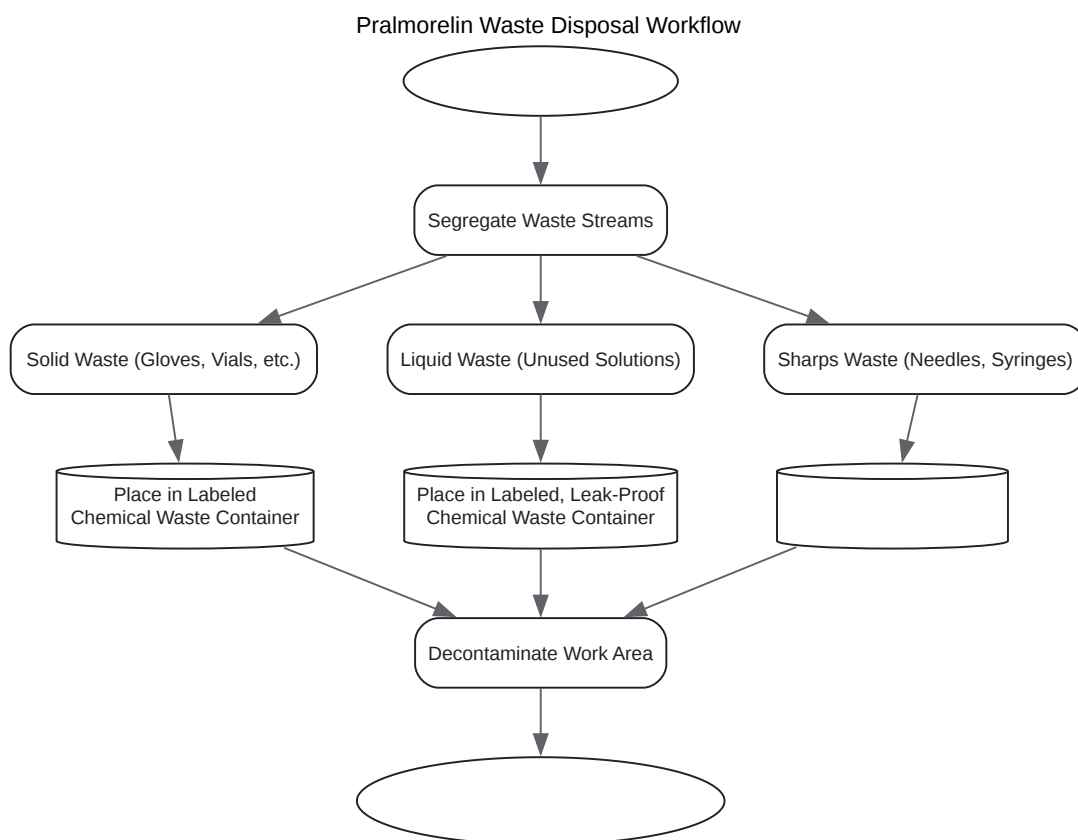 Pralmorelin Waste Disposal Workflow
Segregate Waste Streams
Solid Waste (Gloves, Vials, etc.)
Liquid Waste (Unused Solutions)
Sharps Waste (Needles, Syringes)
Place in Labeled
Chemical Waste Container
Place in Labeled, Leak-Proof
Chemical Waste Container
Decontaminate Work Area